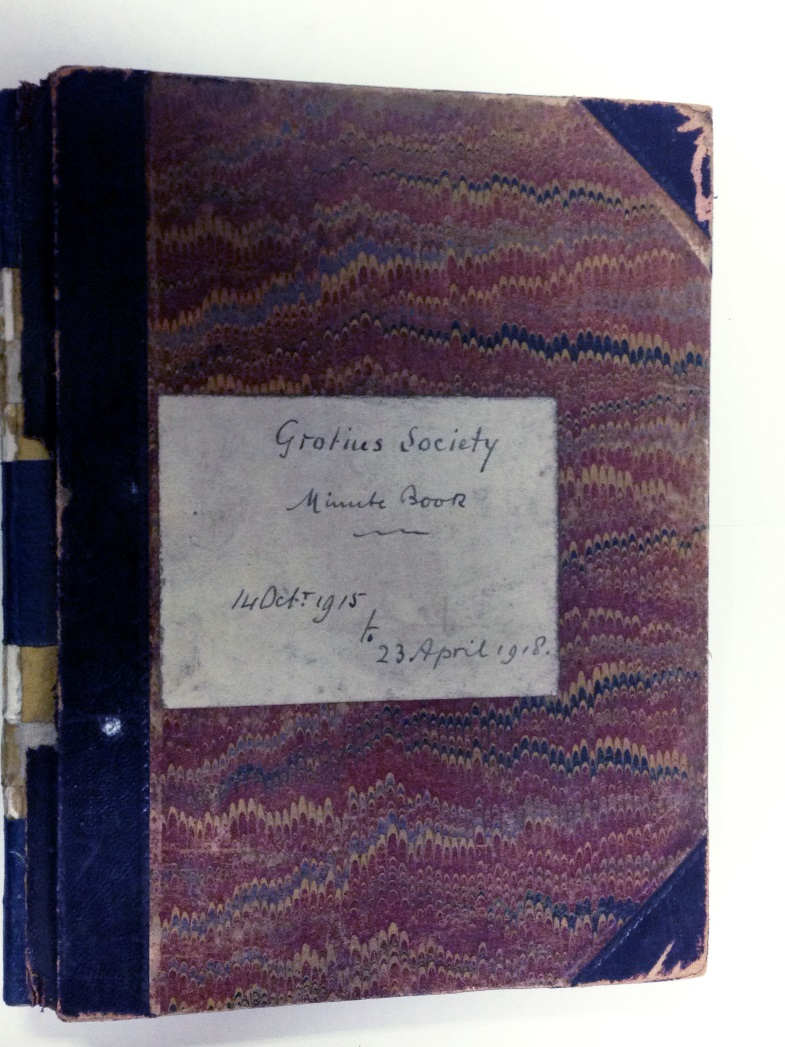 Grotius Society
Minute Book
14 Octr 1915
to
23 April 1918.